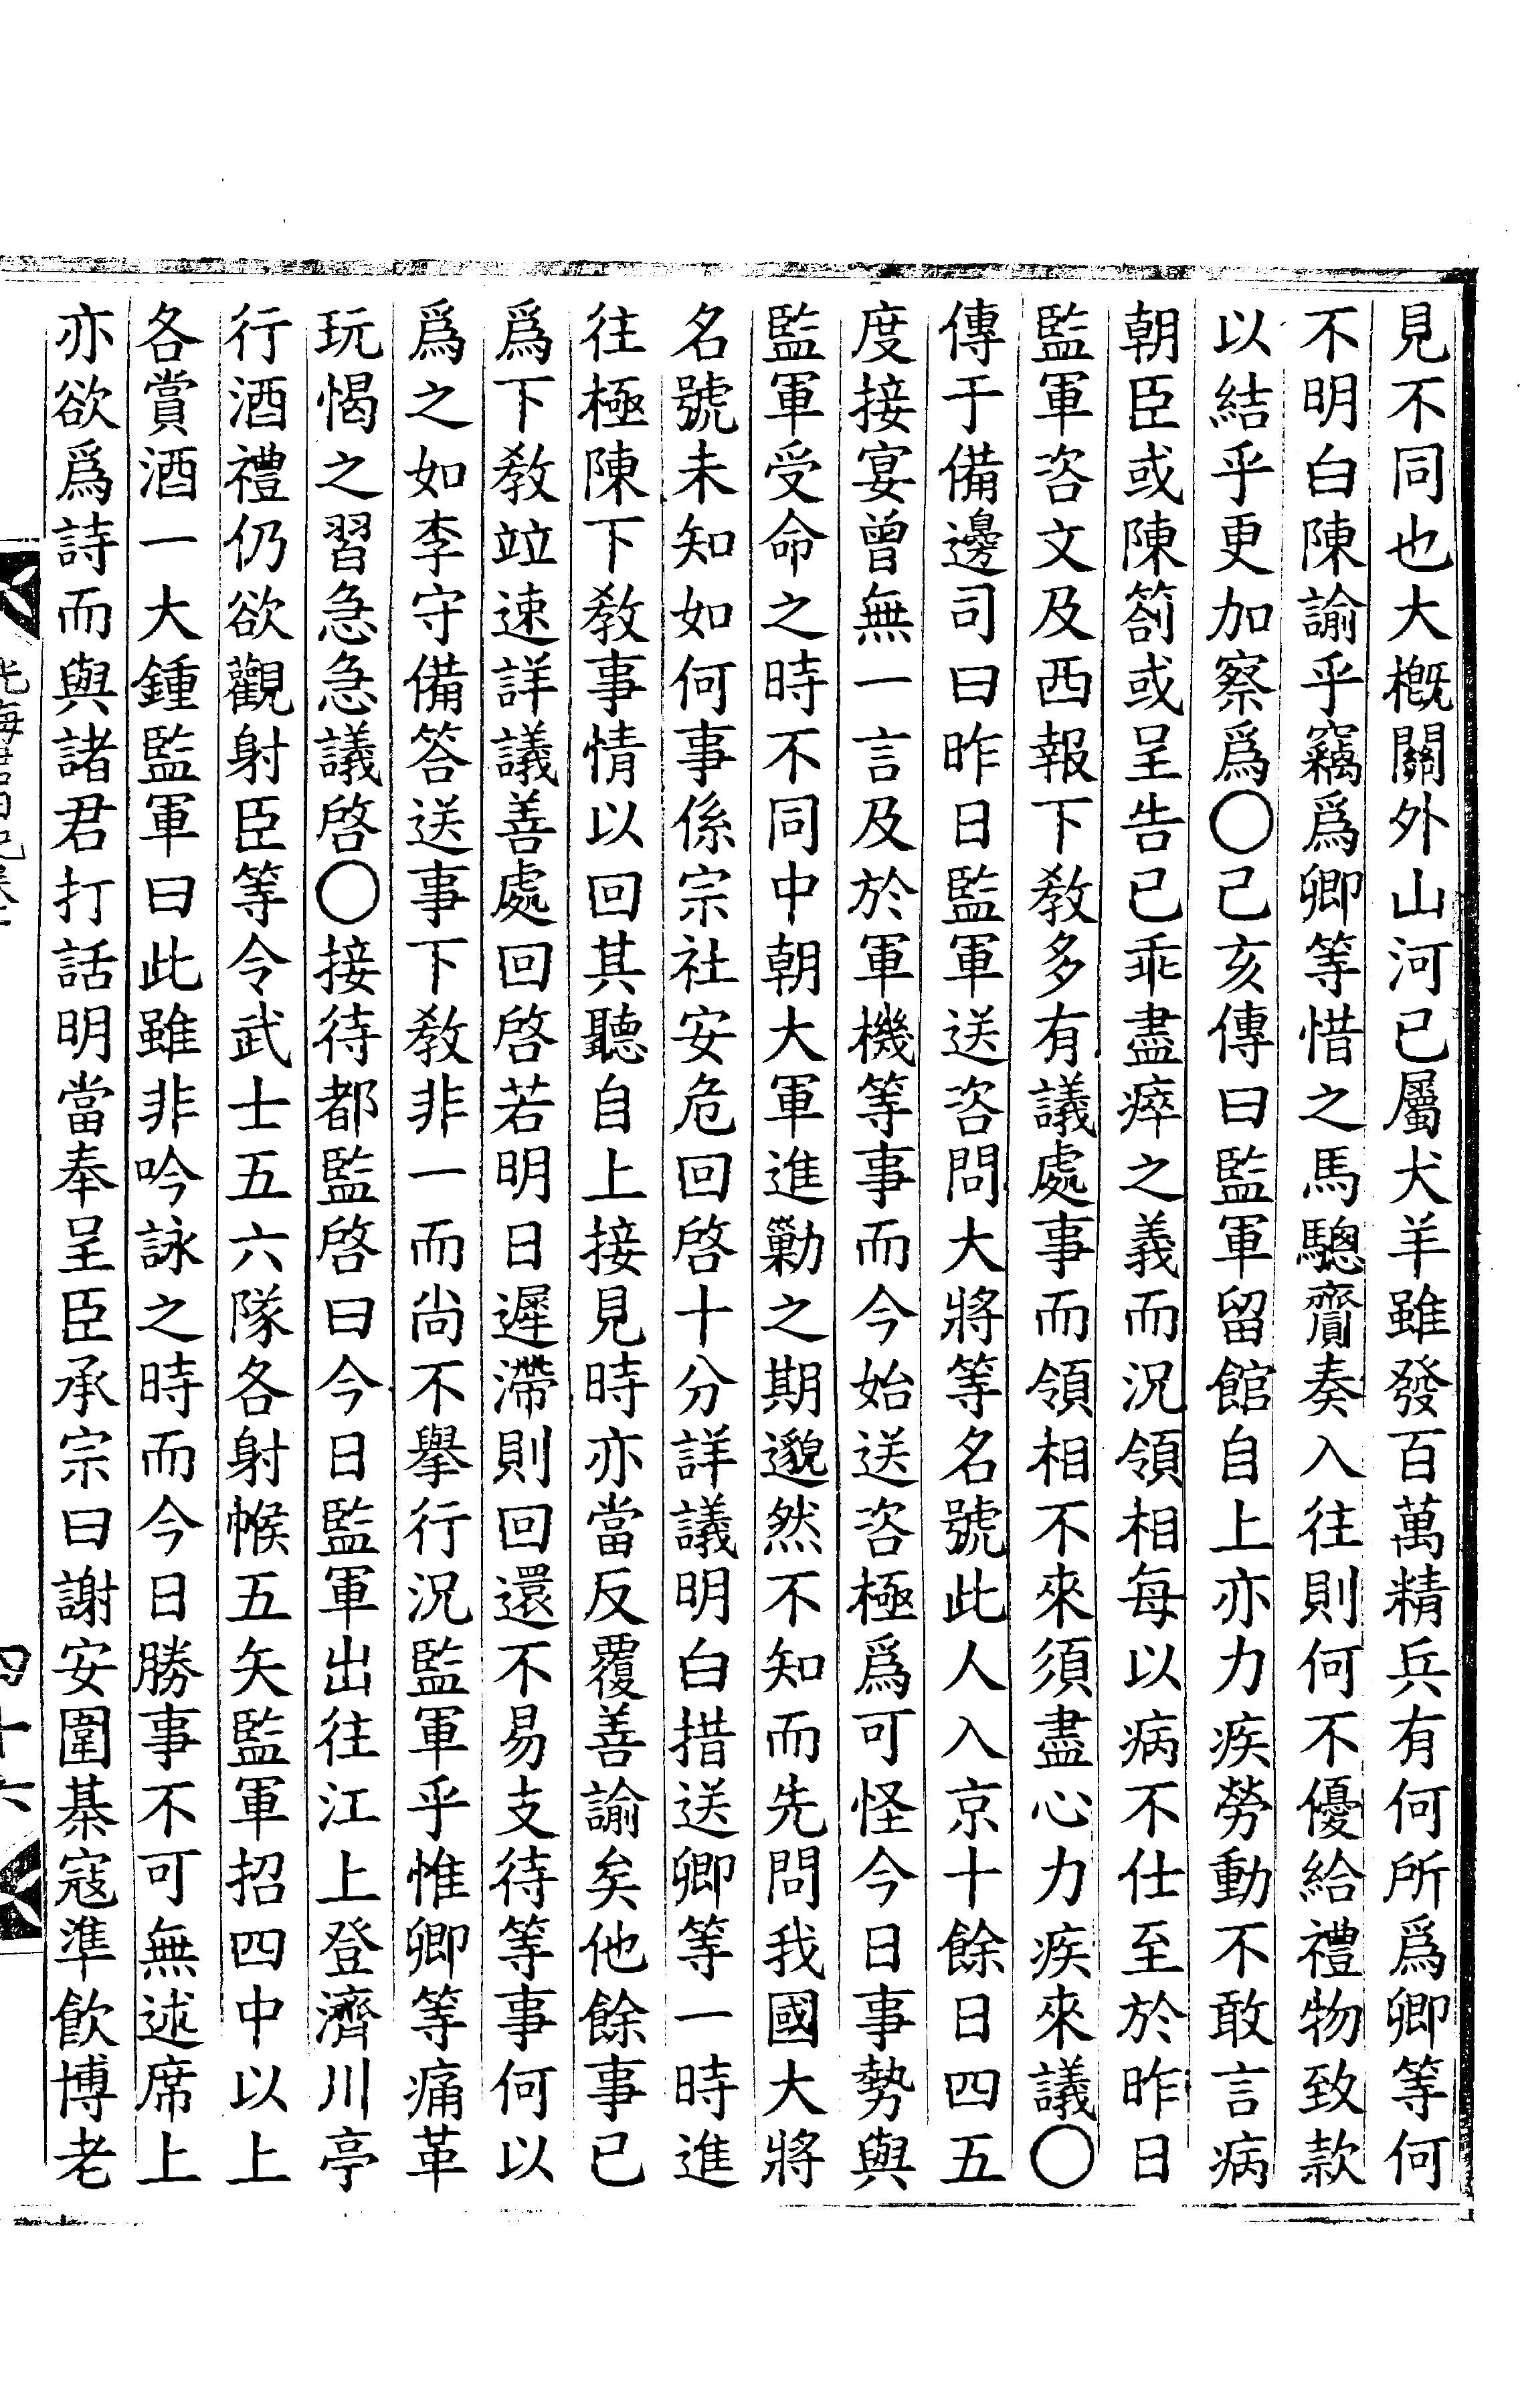 見不同也大槪關外山河已屬犬羊雖發百萬精兵有何所爲卿等何
不明白陳諭乎竊爲卿等惜之馬驄齎奏入往則何不優給禮物致款
以結乎更加察爲〇己亥傳曰監軍留館自上亦力疾勞動不敢言病
朝臣或陳箚或呈告已乖盡瘁之義而況領相每以病不仕至於昨日
監軍咨文及西報下敎多有議處事而領相不來須盡心力疾來議〇
傳于備邊司曰昨日監軍送咨問大將等名號此人入京十餘日四五
度接宴曾無一言及於軍機等事而今始送咨極爲可怪今日事勢與
監軍受命之時不同中朝大軍進勦之期邈然不知而先問我國大將
名號未知如何事係宗社安危回啓十分詳議明白措送卿等一時進
往極陳下敎事情以回其聽自上接見時亦當反覆善諭矣他餘事已
爲下敎竝速詳議善處回啓若明日遲滯則回還不易支待等事何以
爲之如李守備答送事下敎非一而尙不擧行況監軍乎惟卿等痛革
玩愒之習急急議啓〇接待都監啓曰今日監軍出往江上登濟川亭
行酒禮仍欲觀射臣等令武士五六隊各射帿五矢監軍招四中以上
各賞酒一大鍾監軍曰此雖非吟詠之時而今日勝事不可無述席上
亦欲爲詩而與諸君打話明當奉呈臣承宗曰謝安圍棊寇準飮博老
光海君日記卷十
四十六